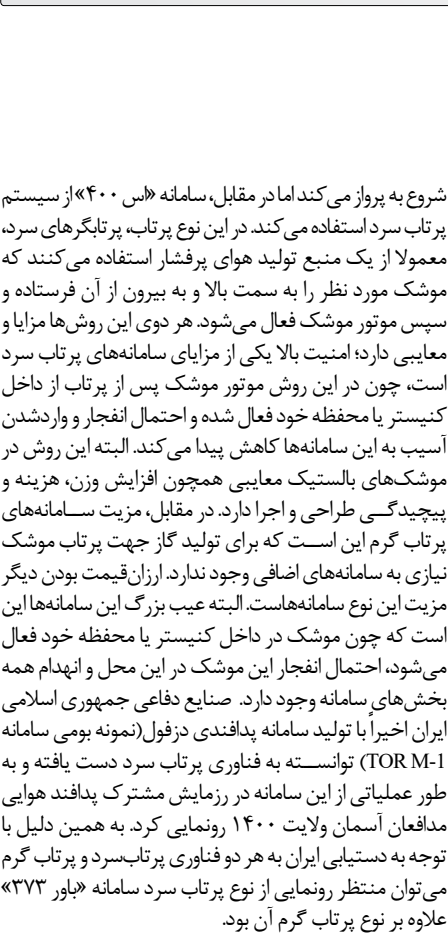 شروع به پرواز می‌کند اما در مقابل، سامانه «اس ۴۰۰» از سیستم
پرتاب سرد استفاده می‌کند. در این نوع پرتاب، پرتابگرهای سرد،
معمولا از یک منبع تولید هوای پرفشار استفاده می‌کنند که
موشک مورد نظر را به سمت بالا و به بیرون از آن فرستاده و
سپس موتور موشک فعال می‌شود. هر دوی این روش‌ها مزایا و
معایبی دارد؛ امنیت بالا یکی از مزایای سامانه‌های پرتاب سرد
است، چون در این روش موتور موشک پس از پرتاب از داخل
کنیستر یا محفظه خود فعال شده و احتمال انفجار و واردشدن
آسیب به این سامانه‌ها کاهش پیدا می‌کند. البته این روش در
موشک‌های بالستیک معایبی همچون افزایش وزن، هزینه و
پیچیدگی طراحی و اجرا دارد. در مقابل، مزیت سامانه‌های
پرتاب گرم این است که برای تولید گاز جهت پرتاب موشک
نیازی به سامانه‌های اضافی وجود ندارد. ارزان‌قیمت بودن دیگر
مزیت این نوع سامانه‌هاست. البته عیب بزرگ این سامانه‌ها این
است که چون موشک در داخل کنیستر یا محفظه خود فعال
می‌شود، احتمال انفجار این موشک در این محل و انهدام همه
بخش‌های سامانه وجود دارد. صنایع دفاعی جمهوری اسلامی
ایران اخیراً با تولید سامانه پدافندی دزفول(نمونه بومی سامانه
TOR M-1) توانسته به فناوری پرتاب سرد دست یافته و به
طور عملیاتی از این سامانه در رزمایش مشترک پدافند هوایی
مدافعان آسمان ولایت ۱۴۰۰ رونمایی کرد. به همین دلیل با
توجه به دستیابی ایران به هر دو فناوری پرتاب‌سرد و پرتاب گرم
می‌توان منتظر رونمایی از نوع پرتاب سرد سامانه «باور ۳۷۳»
علاوه بر نوع پرتاب گرم آن بود.